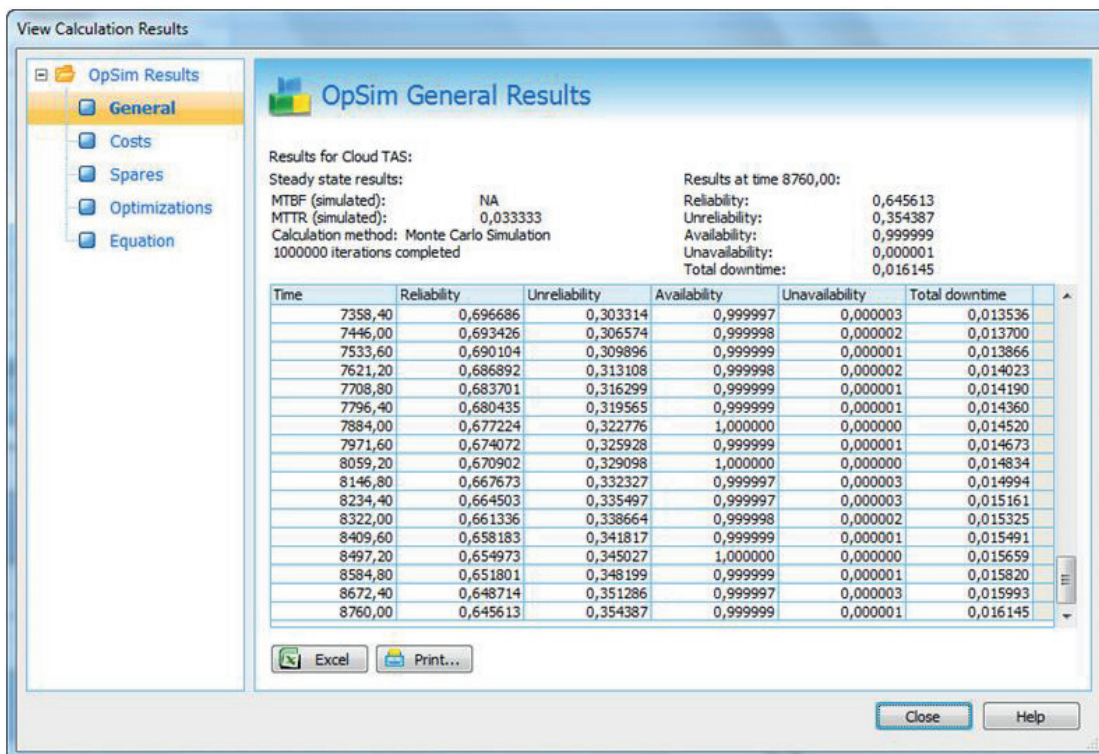 View Calculation Results
OpSim Results
General
Costs
Spares
Optimizations
Equation
OpSim General Results
Results for Cloud TAS:
Steady state results: Results at time 8760,00:
MTBF (simulated): NA Reliability: 0,645613
MTTR (simulated): 0,033333 Unreliability: 0,354387
Calculation method: Monte Carlo Simulation Availability: 0,999999
1000000 iterations completed Unavailability: 0,000001
Total downtime: 0,016145
Time Reliability Unreliability Availability Unavailability Total downtime
7358,40 0,696686 0,303314 0,999997 0,000003 0,013536
7446,00 0,693426 0,306574 0,999998 0,000002 0,013700
7533,60 0,690104 0,309896 0,999999 0,000001 0,013866
7621,20 0,686892 0,313108 0,999998 0,000002 0,014023
7708,80 0,683701 0,316299 0,999999 0,000001 0,014190
7796,40 0,680435 0,319565 0,999999 0,000001 0,014360
7884,00 0,677224 0,322776 1,000000 0,000000 0,014520
7971,60 0,674072 0,325928 0,999999 0,000001 0,014673
8059,20 0,670902 0,329098 1,000000 0,000000 0,014834
8146,80 0,667673 0,332327 0,999997 0,000003 0,014994
8234,40 0,664503 0,335497 0,999997 0,000003 0,015161
8322,00 0,661336 0,338664 0,999998 0,000002 0,015325
8409,60 0,658183 0,341817 0,999999 0,000001 0,015491
8497,20 0,654973 0,345027 1,000000 0,000000 0,015659
8584,80 0,651801 0,348199 0,999999 0,000001 0,015820
8672,40 0,648714 0,351286 0,999997 0,000003 0,015993
8760,00 0,645613 0,354387 0,999999 0,000001 0,016145
Excel Print...
Close Help